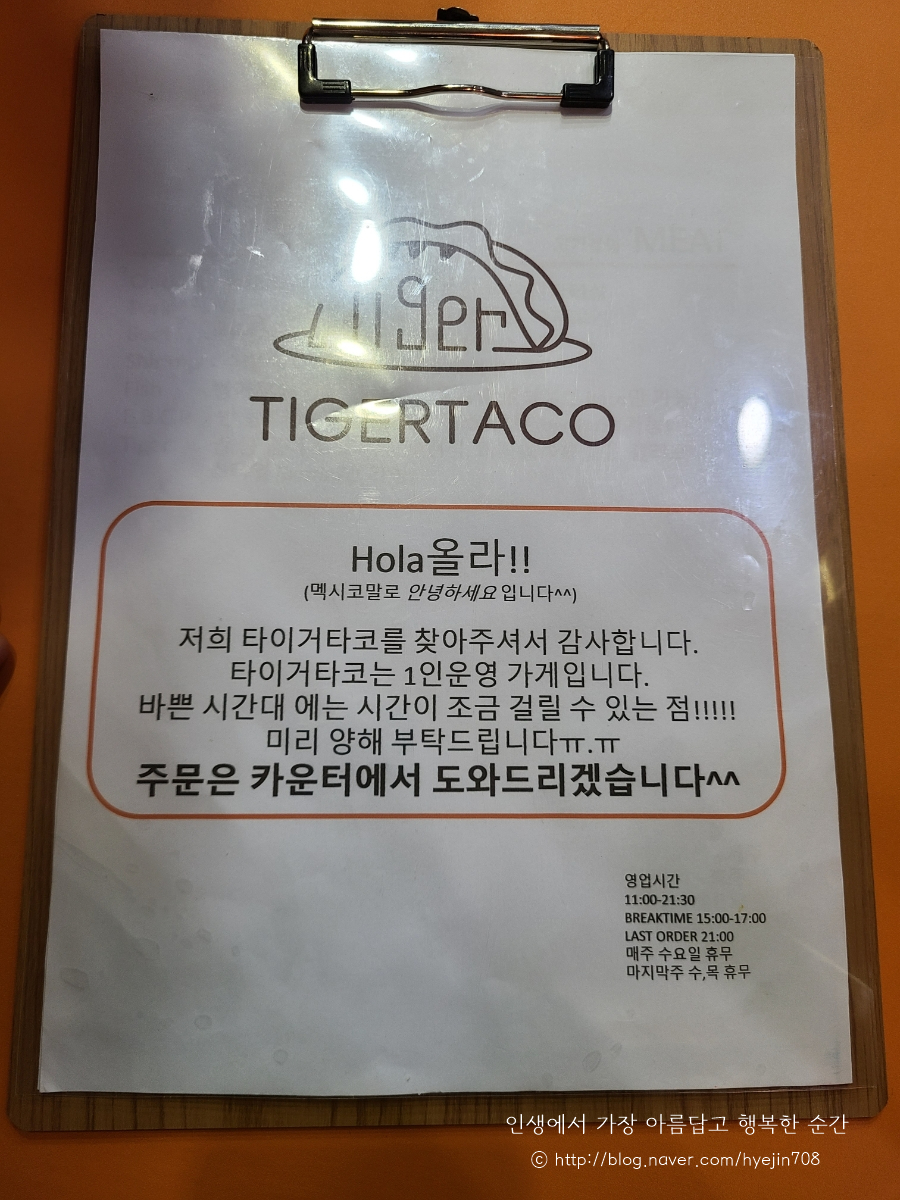 TIGERTACO
Hola올라!!
(멕시코말로 안녕하세요 입니다^^)
저희 타이거타코를 찾아주셔서 감사합니다.
타이거타코는 1인운영 가게입니다.
바쁜 시간대 에는 시간이 조금 걸릴 수 있는 점!!!!!
미리 양해 부탁드립니다ㅠ.ㅠ
주문은 카운터에서 도와드리겠습니다^^
영업시간
11:00-21:30
BREAKTIME 15:00-17:00
LAST ORDER 21:00
매주 수요일 휴무
마지막주 수,목 휴무
인생에서 가장 아름답고 행복한 순간
© http://blog.naver.com/hyejin708